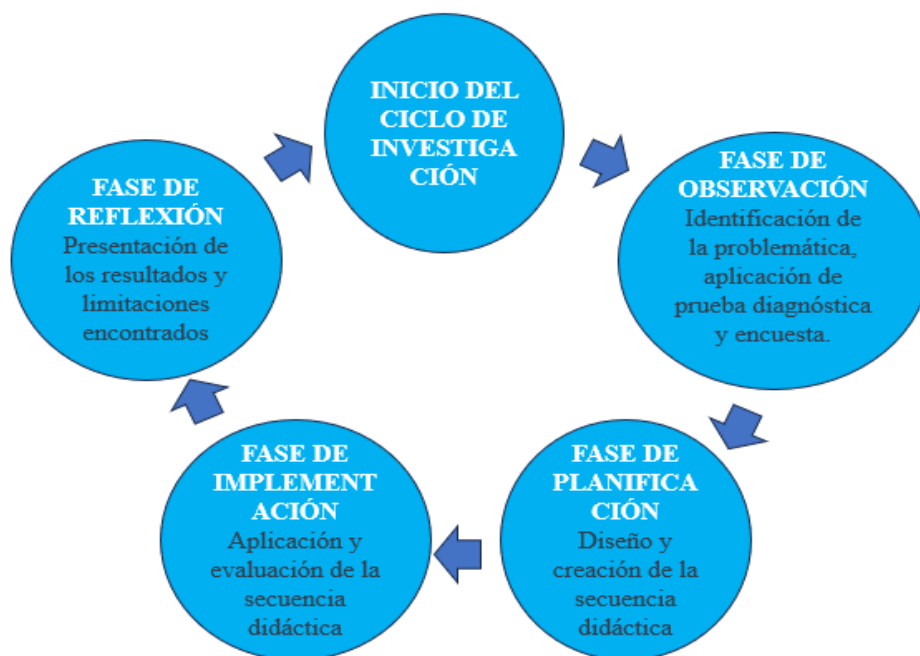 INICIO DEL
CICLO DE
INVESTIGA
CIÓN
FASE DE
OBSERVACIÓN
Identificación de
la problemática,
aplicación de
prueba diagnóstica
y encuesta.
FASE DE
PLANIFICA
CIÓN
Diseño y
creación de la
secuencia
didáctica
FASE DE
IMPLEMENT
ACIÓN
Aplicación y
evaluación de la
secuencia
didáctica
FASE DE
REFLEXIÓN
Presentación de
los resultados y
limitaciones
encontrados